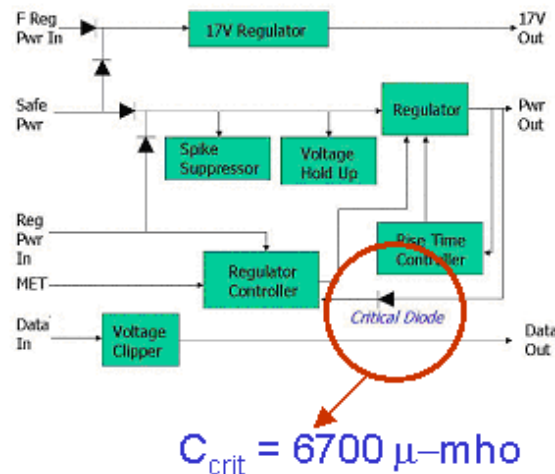 F Reg
Pwr In
17V Regulator
17V
Out
Safe
Pwr
Regulator
Pwr
Out
Spike
Suppressor
Voltage
Hold Up
Reg
Pwr
In
Rise Time
Controller
MET
Regulator
Controller
Critical Diode
Data
In
Voltage
Clipper
Data
Out
C_crit = 6700 μ–mho